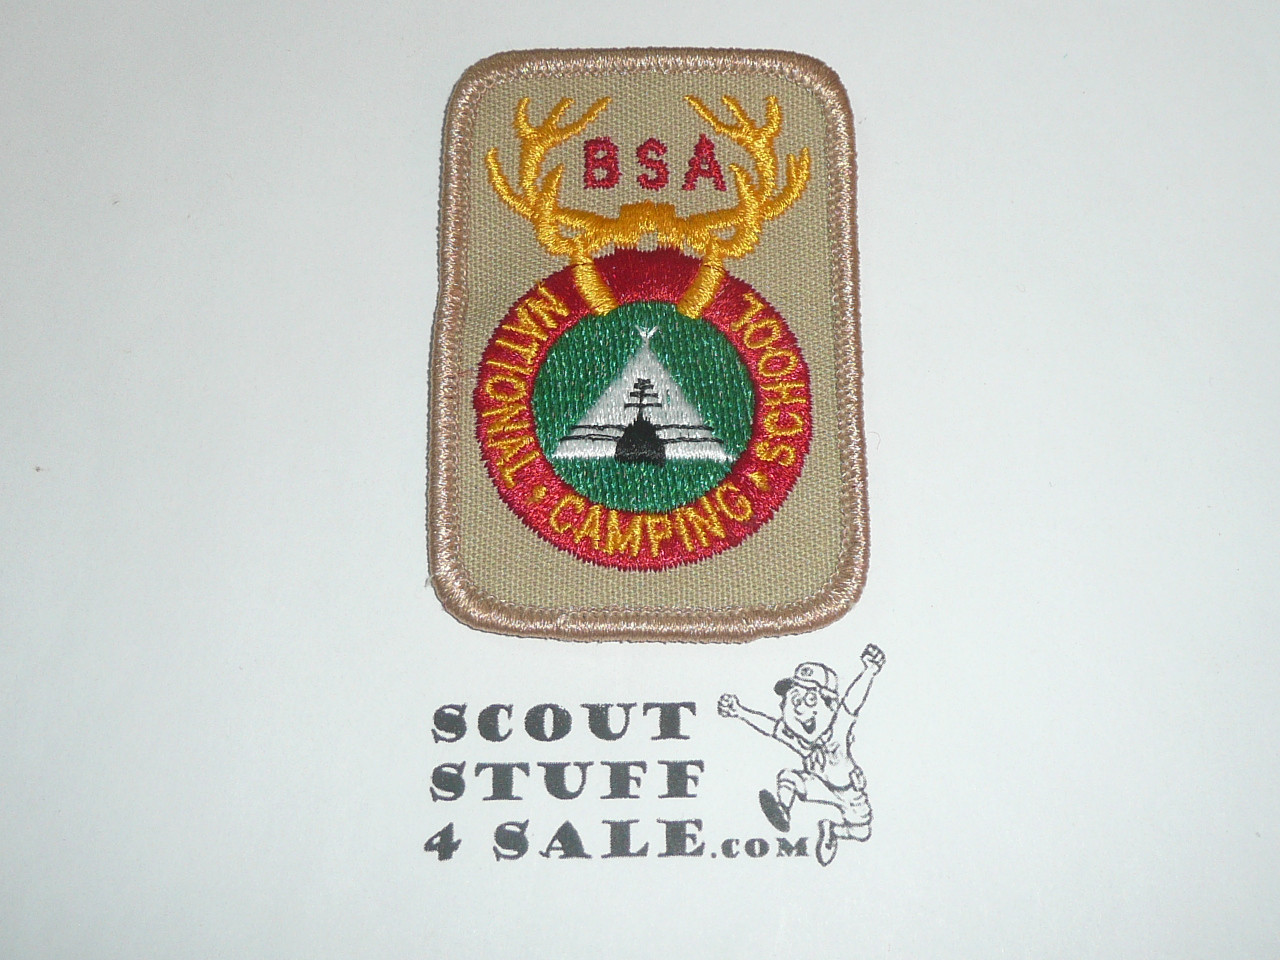 BSA
NATIONAL • CAMPING • SCHOOL
SCOUT
STUFF
4 SALE.COM